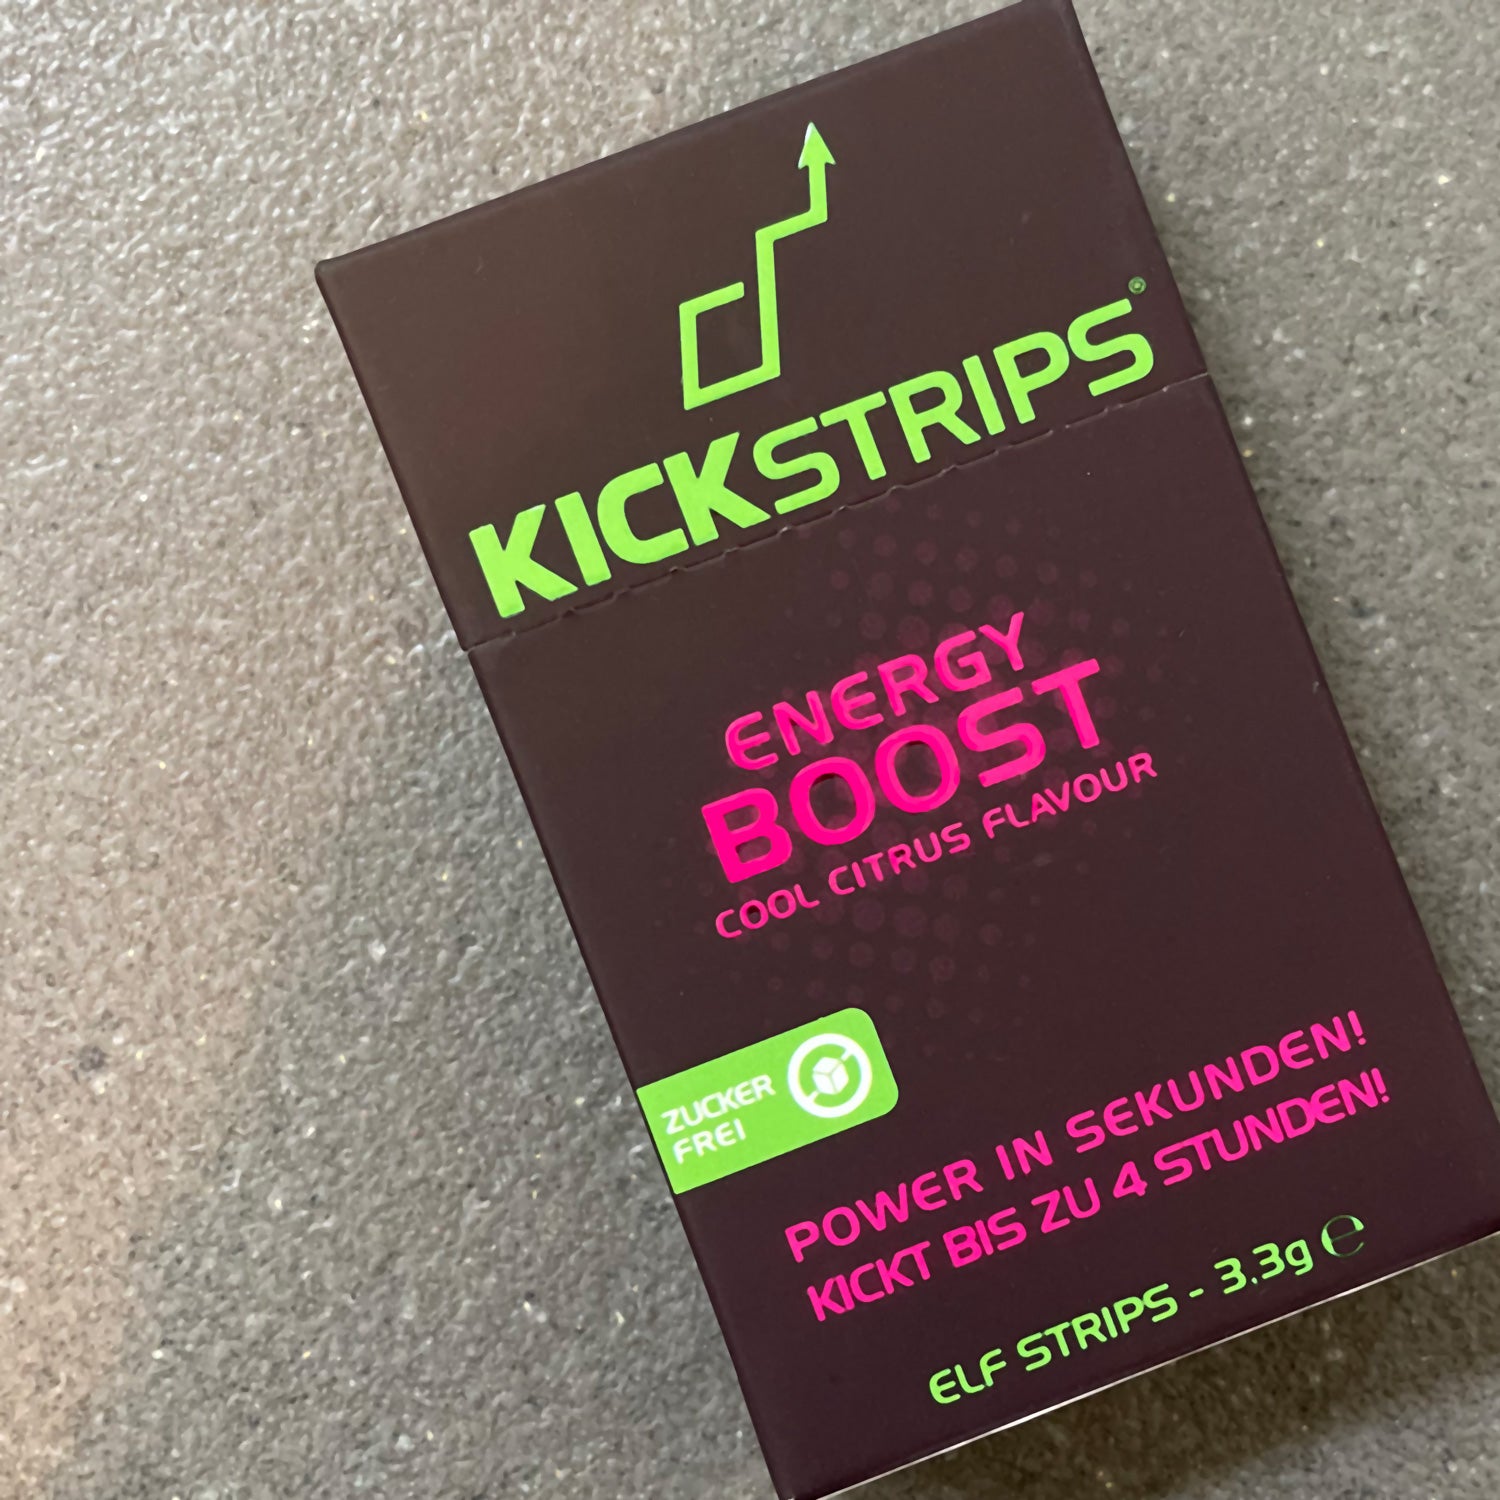 KICKSTRIPS®
ENERGY
BOOST
COOL CITRUS FLAVOUR
ZUCKER
FREI
POWER IN SEKUNDEN!
KICKT BIS ZU 4 STUNDEN!
ELF STRIPS - 3,3g ℮